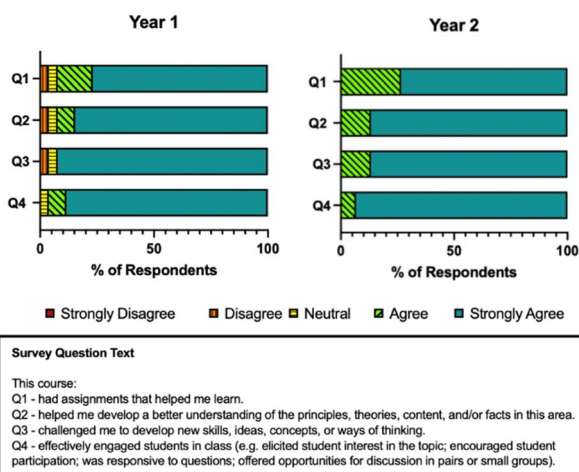 Year 1
Year 2
Q1
Q2
Q3
Q4
0
50
100
% of Respondents
Q1
Q2
Q3
Q4
0
50
100
% of Respondents
Strongly Disagree
Disagree
Neutral
Agree
Strongly Agree
Survey Question Text
This course:
Q1 - had assignments that helped me learn.
Q2 - helped me develop a better understanding of the principles, theories, content, and/or facts in this area.
Q3 - challenged me to develop new skills, ideas, concepts, or ways of thinking.
Q4 - effectively engaged students in class (e.g. elicited student interest in the topic; encouraged student
participation; was responsive to questions; offered opportunities for discussion in pairs or small groups).